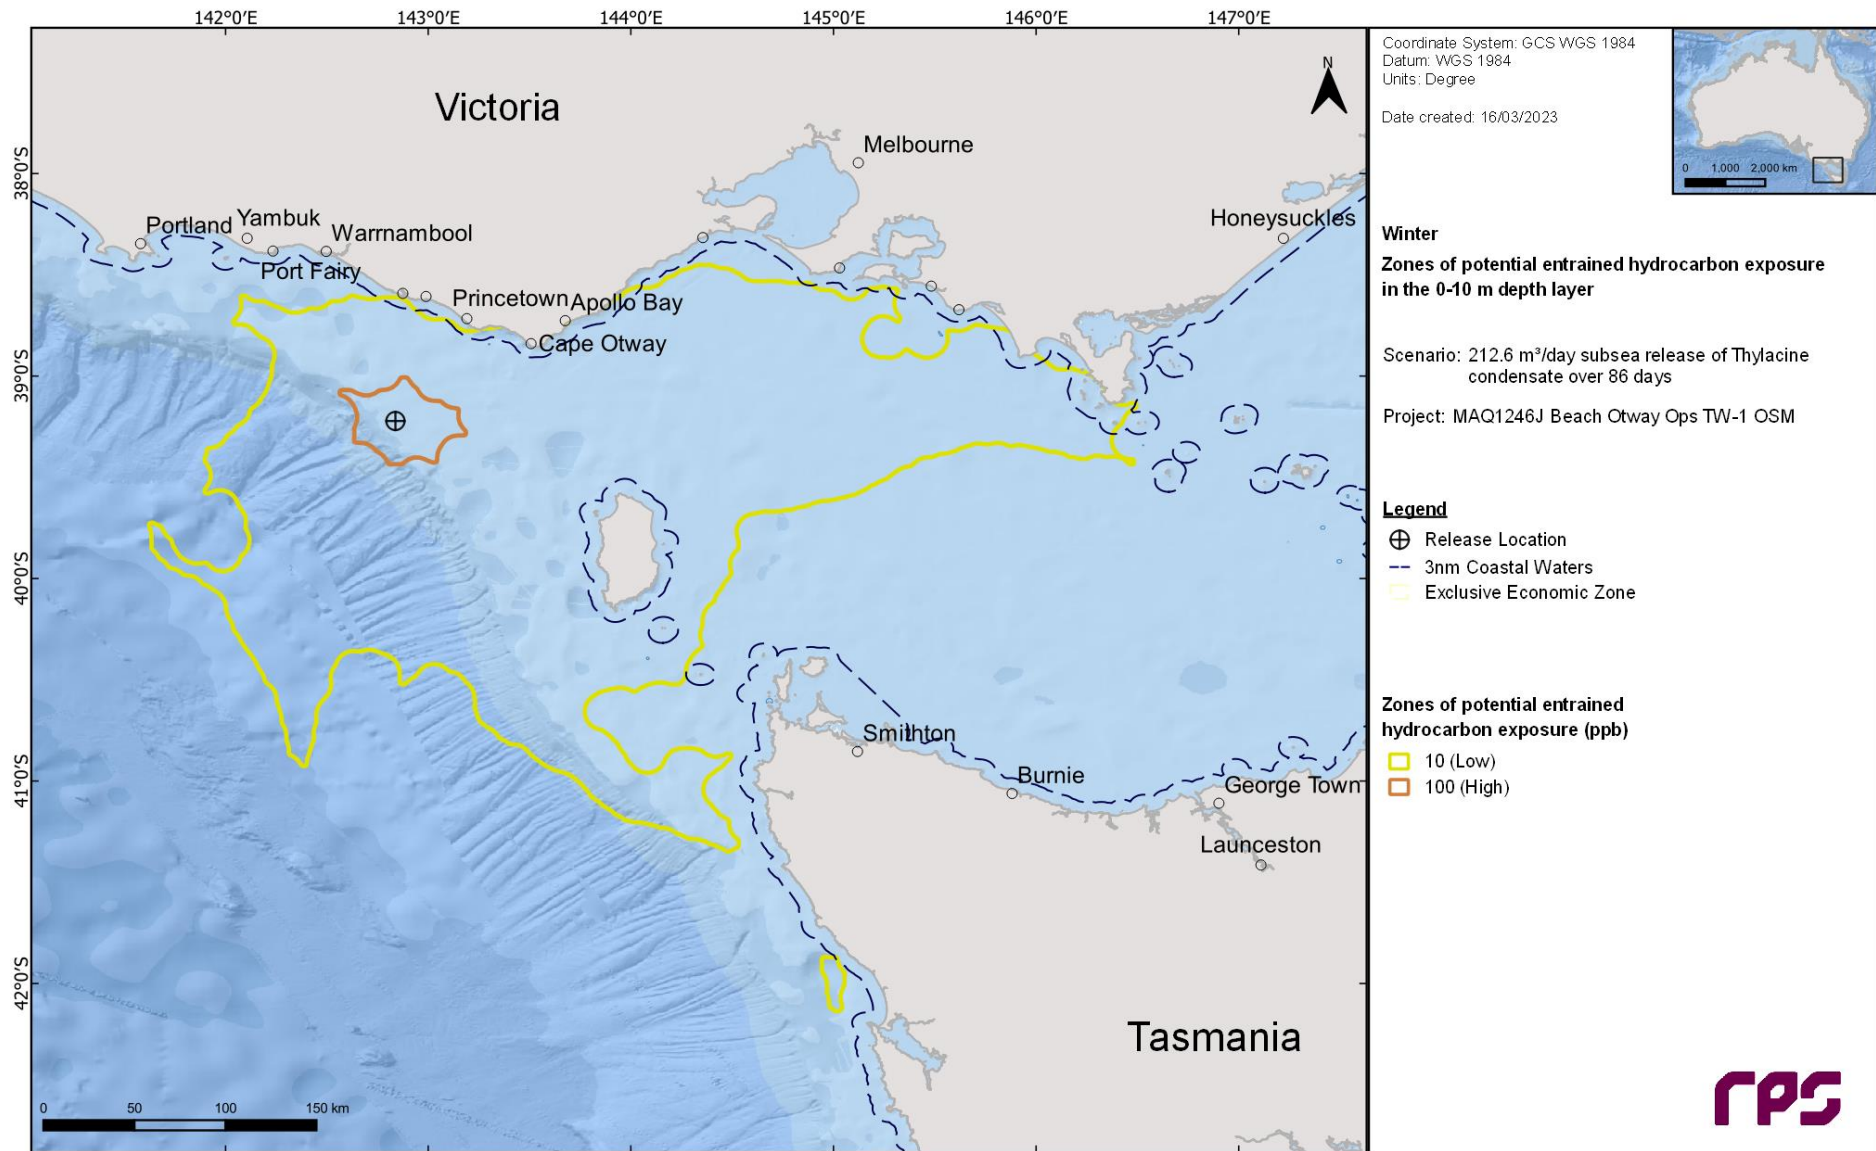 142°0'E 143°0'E 144°0'E 145°0'E 146°0'E 147°0'E
38°0'S
39°0'S
40°0'S
41°0'S
42°0'S
Victoria
N
Melbourne
Portland
Yambuk
Warrnambool
Port Fairy
Princetown
Apollo Bay
Cape Otway
Honeysuckles
Smithton
Burnie
George Town
Launceston
Tasmania
0 50 100 150 km
Coordinate System: GCS WGS 1984
Datum: WGS 1984
Units: Degree
Date created: 16/03/2023
0 1,000 2,000 km
Winter
Zones of potential entrained hydrocarbon exposure
in the 0-10 m depth layer
Scenario: 212.6 m³/day subsea release of Thylacine
condensate over 86 days
Project: MAQ1246J Beach Otway Ops TW-1 OSM
Legend
Release Location
3nm Coastal Waters
Exclusive Economic Zone
Zones of potential entrained
hydrocarbon exposure (ppb)
10 (Low)
100 (High)
rps